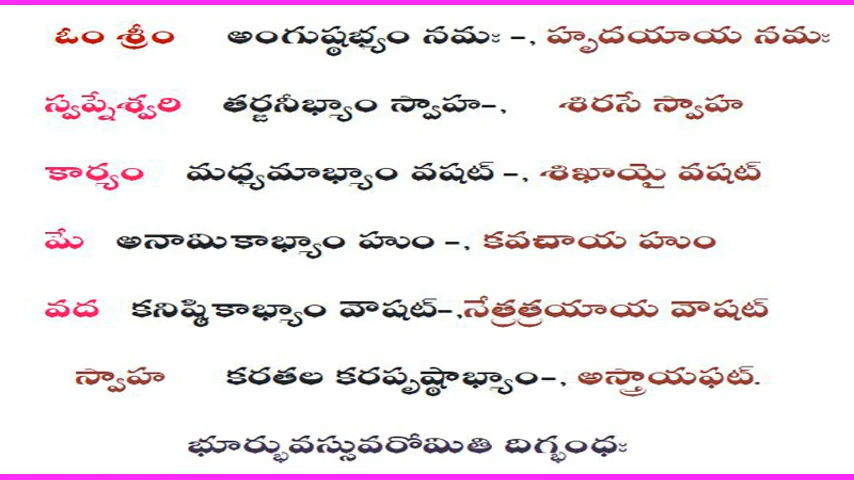 ఓం శ్రీం అంగుష్ఠభ్యం నమః -, హృదయాయ నమః
స్వప్నేశ్వరి తర్జనీభ్యాం స్వాహ-, శిరసే స్వాహ
కార్యం మధ్యమాభ్యాం వషట్ -, శిఖాయై వషట్
మే అనామికాభ్యాం హుం -, కవచాయ హుం
వద కనిష్ఠికాభ్యాం వౌషట్-,నేత్రత్రయాయ వౌషట్
స్వాహ కరతల కరపృష్ఠాభ్యాం-, అస్త్రాయఫట్.
భూర్భువస్సువరోమితి దిగ్భంధః